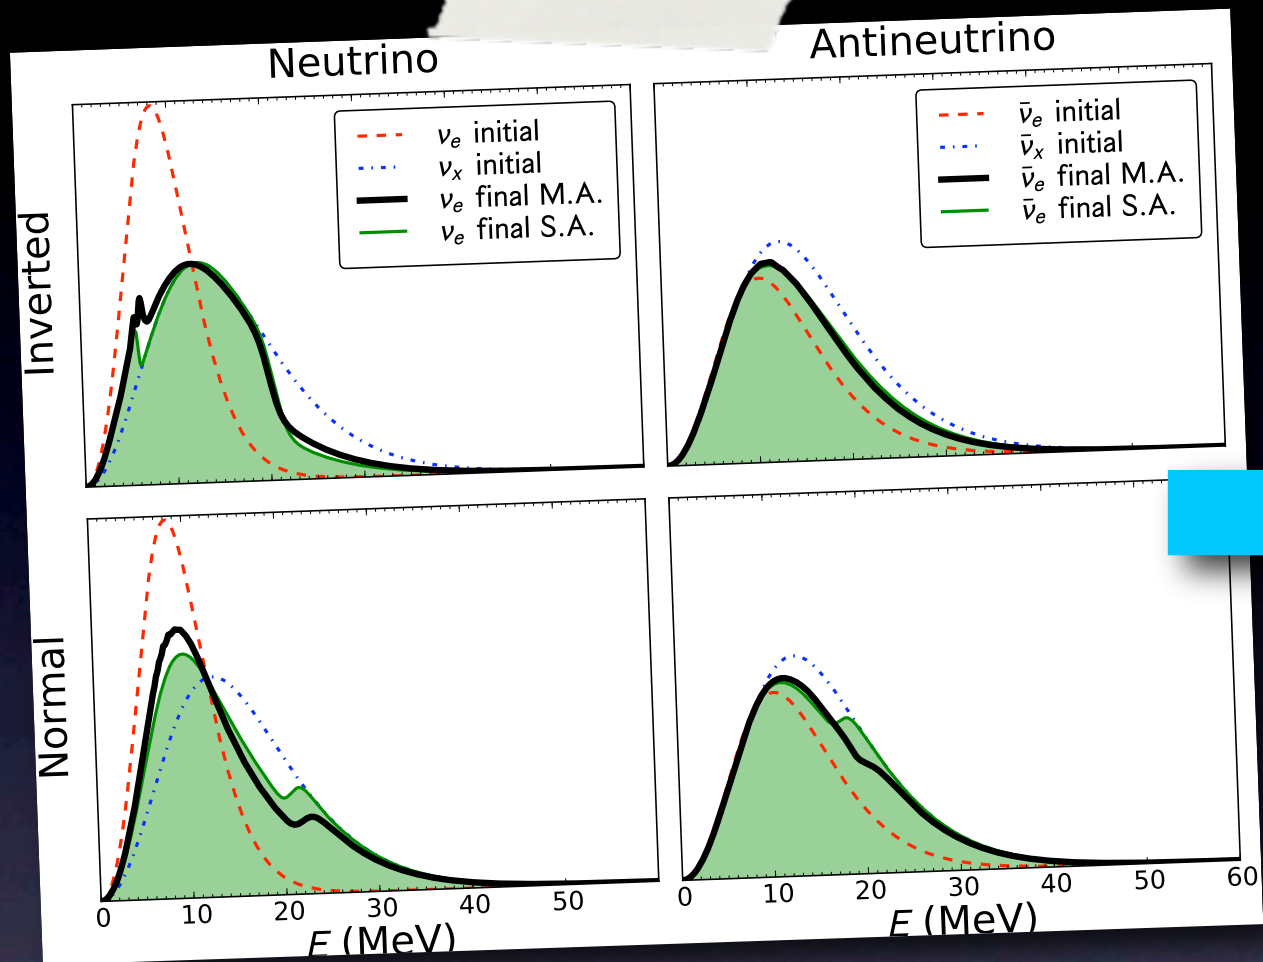 Neutrino
Antineutrino
Inverted
νe initial
νx initial
νe final M.A.
νe final S.A.
ν̄e initial
ν̄x initial
ν̄e final M.A.
ν̄e final S.A.
Normal
0 10 20 30 40 50
0 10 20 30 40 50 60
E (MeV)
E (MeV)